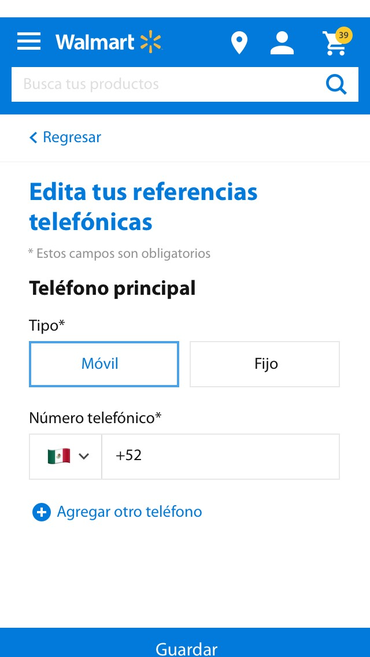 Walmart
39
Busca tus productos
Regresar
Edita tus referencias
telefónicas
* Estos campos son obligatorios
Teléfono principal
Tipo*
Móvil
Fijo
Número telefónico*
+52
Agregar otro teléfono
Guardar